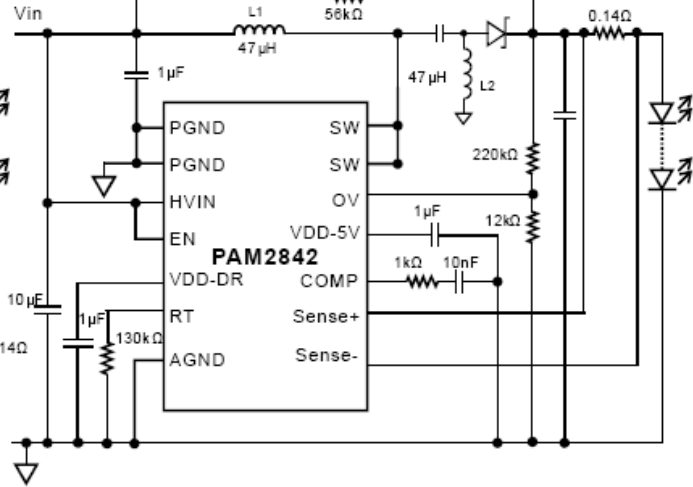 Vin
L1
56kΩ
0.14Ω
47µH
1µF
47µH
L2
PGND
SW
PGND
SW
220kΩ
HVIN
OV
1µF
12kΩ
EN
VDD-5V
PAM2842
VDD-DR
COMP
1kΩ
10nF
10µF
1µF
RT
Sense+
130kΩ
14Ω
AGND
Sense-